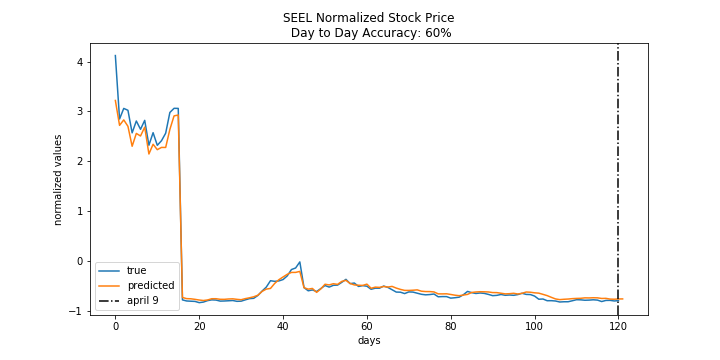 SEEL Normalized Stock Price
Day to Day Accuracy: 60%
normalized values
4
3
2
1
0
−1
true
predicted
april 9
0
20
40
60
80
100
120
days